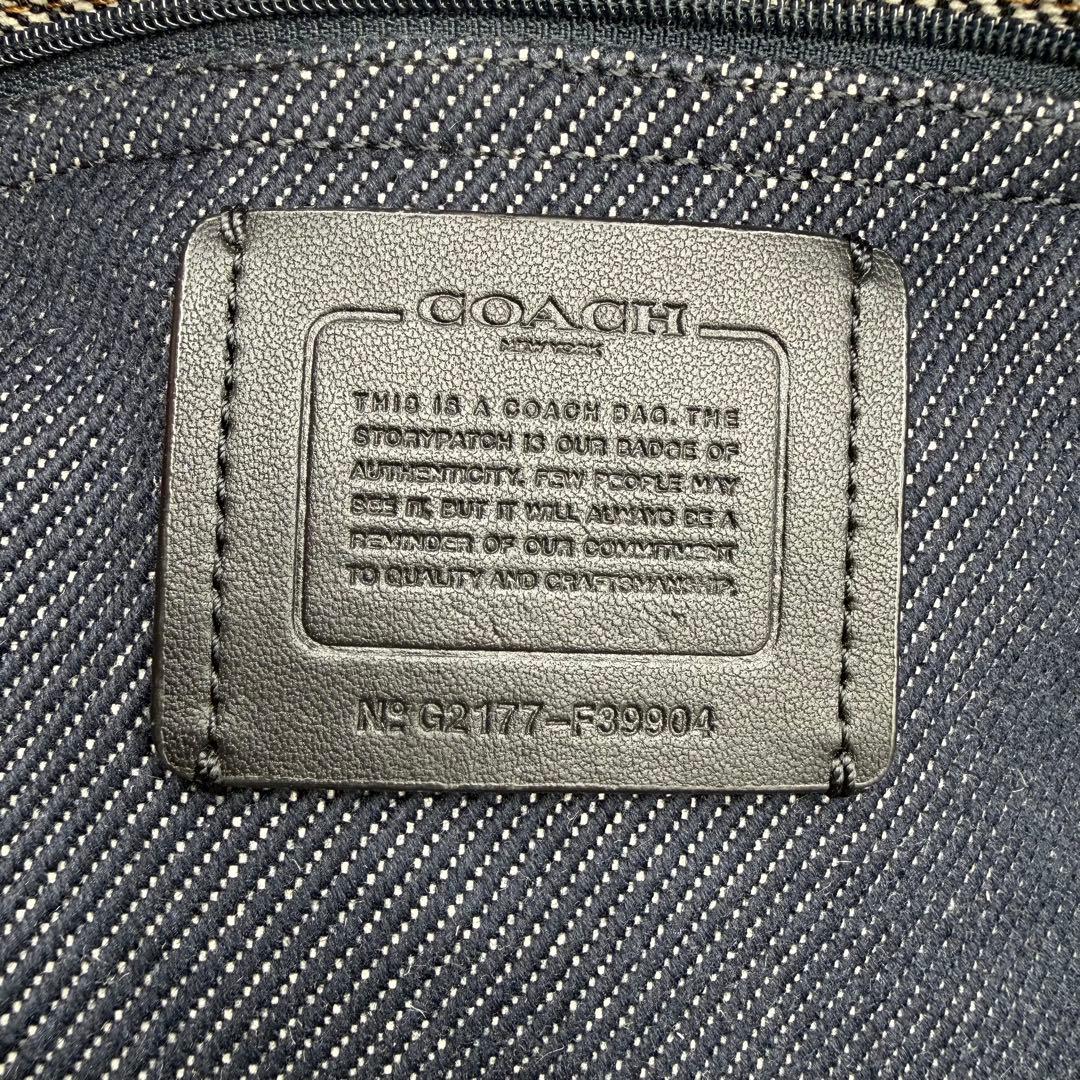 COACH
NEW YORK
THIS IS A COACH BAG. THE
STORYPATCH IS OUR BADGE OF
AUTHENTICITY. FEW PEOPLE MAY
SEE IT, BUT IT WILL ALWAYS BE A
REMINDER OF OUR COMMITMENT
TO QUALITY AND CRAFTSMANSHIP.
Nº G2177-F39904